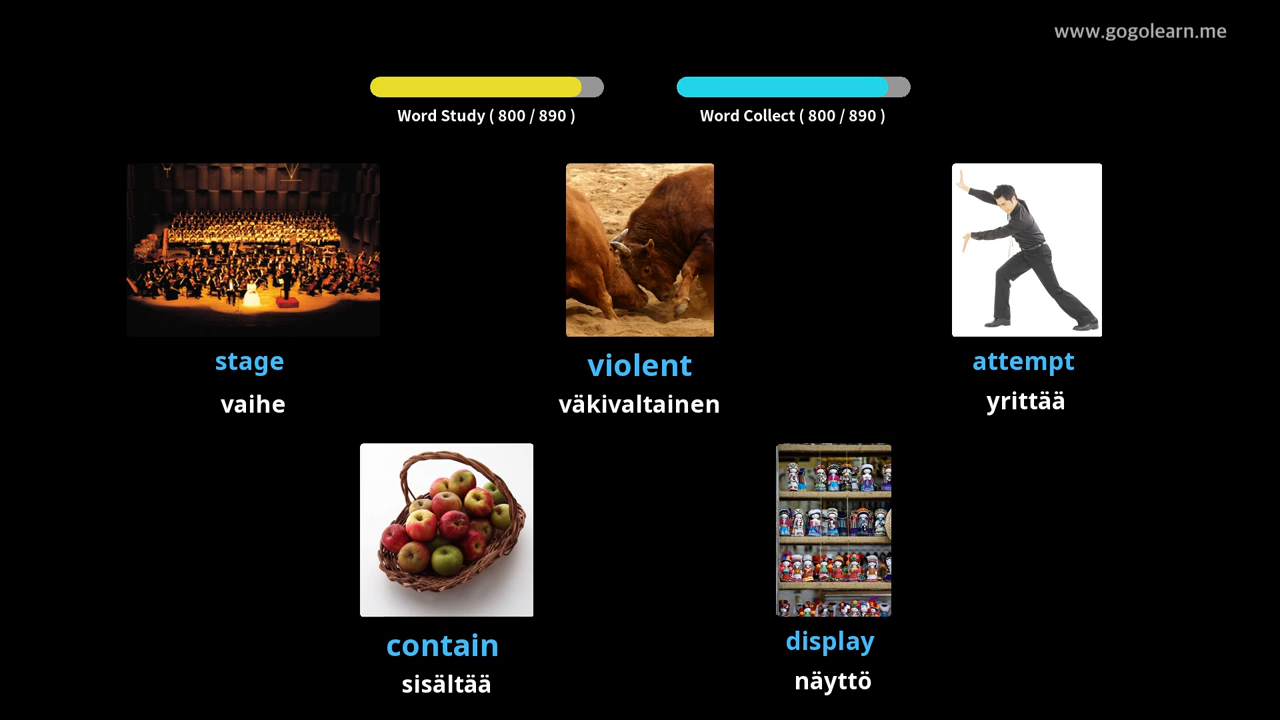 www.gogolearn.me
Word Study ( 800 / 890 )
Word Collect ( 800 / 890 )
stage
vaihe
violent
väkivaltainen
attempt
yrittää
contain
sisältää
display
näyttö